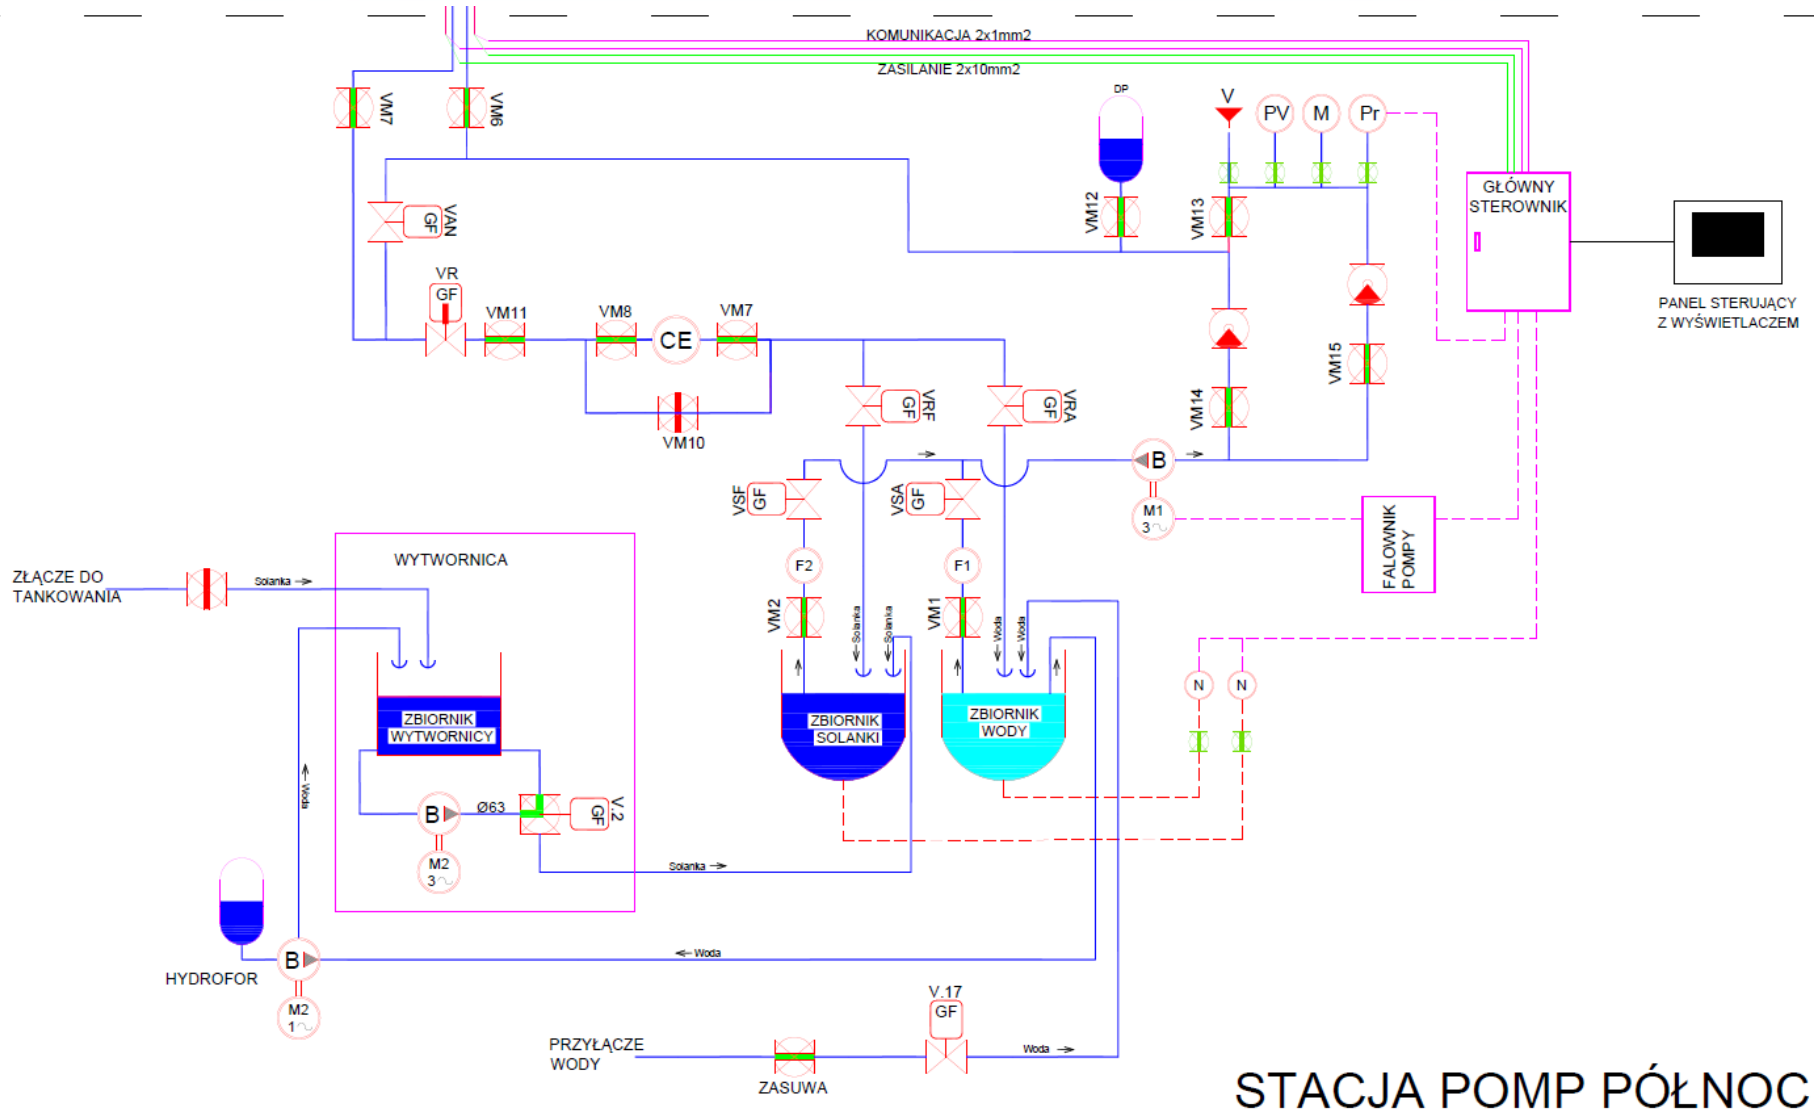 KOMUNIKACJA 2x1mm2
ZASILANIE 2x10mm2
VM7
VM6
DP
V
PV
M
Pr
GŁÓWNY
STEROWNIK
PANEL STERUJĄCY
Z WYŚWIETLACZEM
VAN
GF
VM12
VM13
VR
GF
VM11
VM8
CE
VM7
VM10
VRF
GF
VRA
GF
VM14
VM15
B
M1
3~
FALOWNIK
POMPY
VSF
GF
VSA
GF
F2
F1
VM2
VM1
Solanka
Solanka
Woda
Woda
ZBIORNIK
SOLANKI
ZBIORNIK
WODY
N
N
WYTWORNICA
ZŁĄCZE DO
TANKOWANIA
Solanka
ZBIORNIK
WYTWORNICY
Woda
B
Ø63
V.2
GF
M2
3~
Solanka
HYDROFOR
B
M2
1~
Woda
V.17
GF
PRZYŁĄCZE
WODY
ZASUWA
Woda
STACJA POMP PÓŁNOC